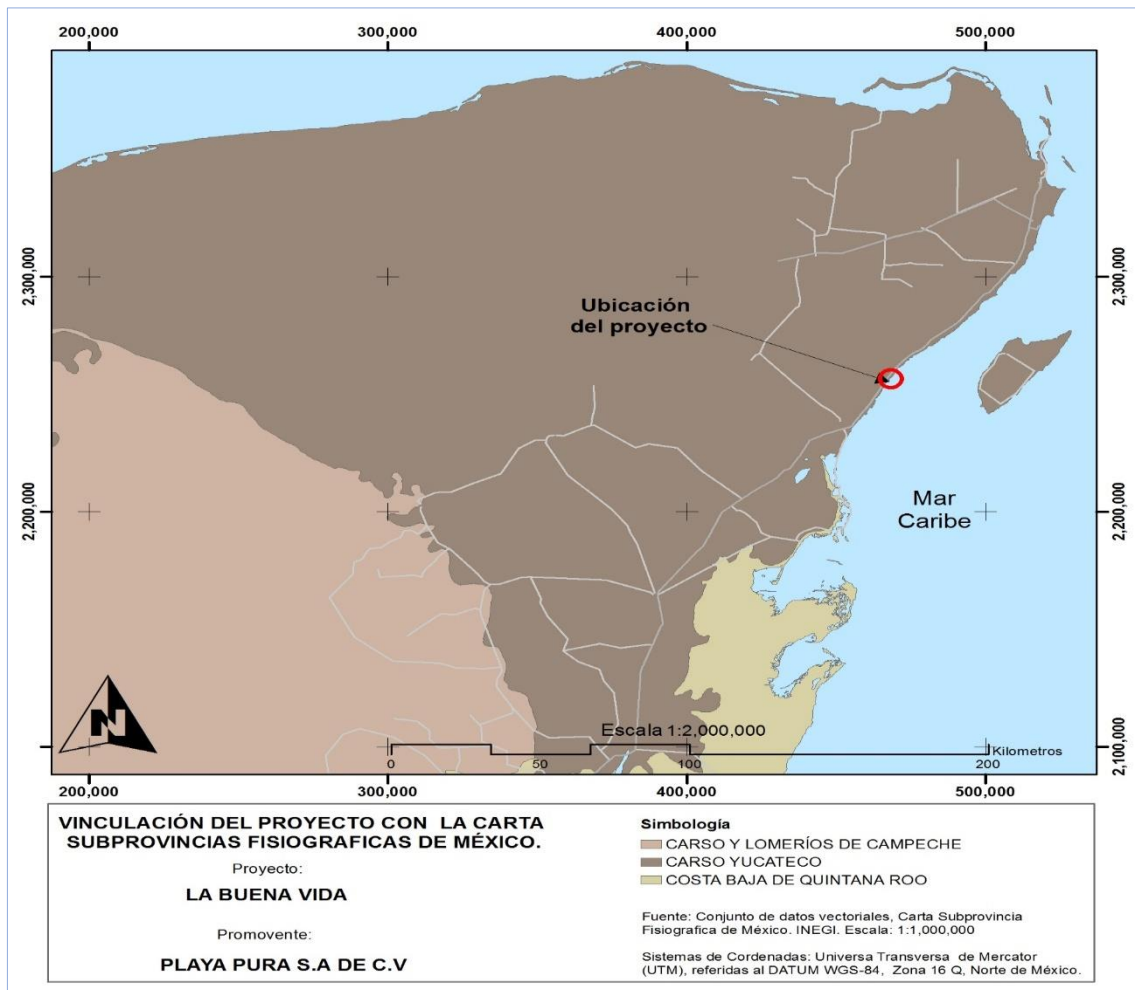 200,000 300,000 400,000 500,000
2,300,000 2,300,000
Ubicación
del proyecto
Mar
Caribe
2,200,000 2,200,000
N
Escala 1:2,000,000
Kilometros
0 50 100 200
2,100,000
200,000 300,000 400,000 500,000
VINCULACIÓN DEL PROYECTO CON LA CARTA
SUBPROVINCIAS FISIOGRAFICAS DE MÉXICO.
Proyecto:
LA BUENA VIDA
Promovente:
PLAYA PURA S.A DE C.V
Simbología
CARSO Y LOMERÍOS DE CAMPECHE
CARSO YUCATECO
COSTA BAJA DE QUINTANA ROO
Fuente: Conjunto de datos vectoriales, Carta Subprovincia
Fisiografica de México. INEGI. Escala: 1:1,000,000
Sistemas de Cordenadas: Universa Transversa de Mercator
(UTM), referidas al DATUM WGS-84, Zona 16 Q, Norte de México.